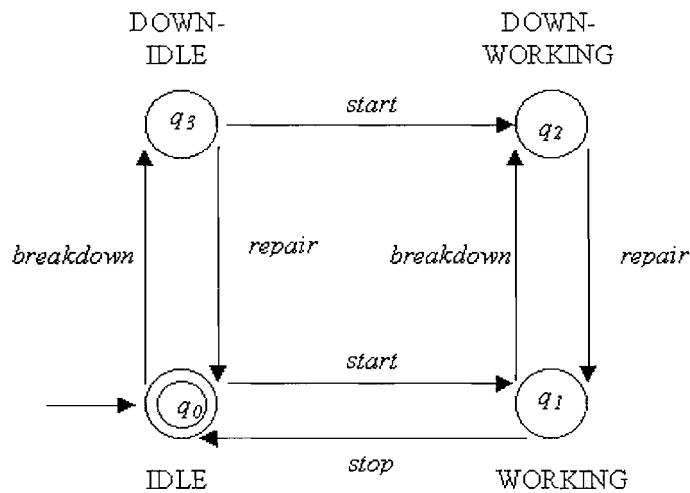 DOWN-
IDLE
DOWN-
WORKING
q3
start
q2
breakdown
repair
breakdown
repair
start
q0
q1
stop
IDLE
WORKING